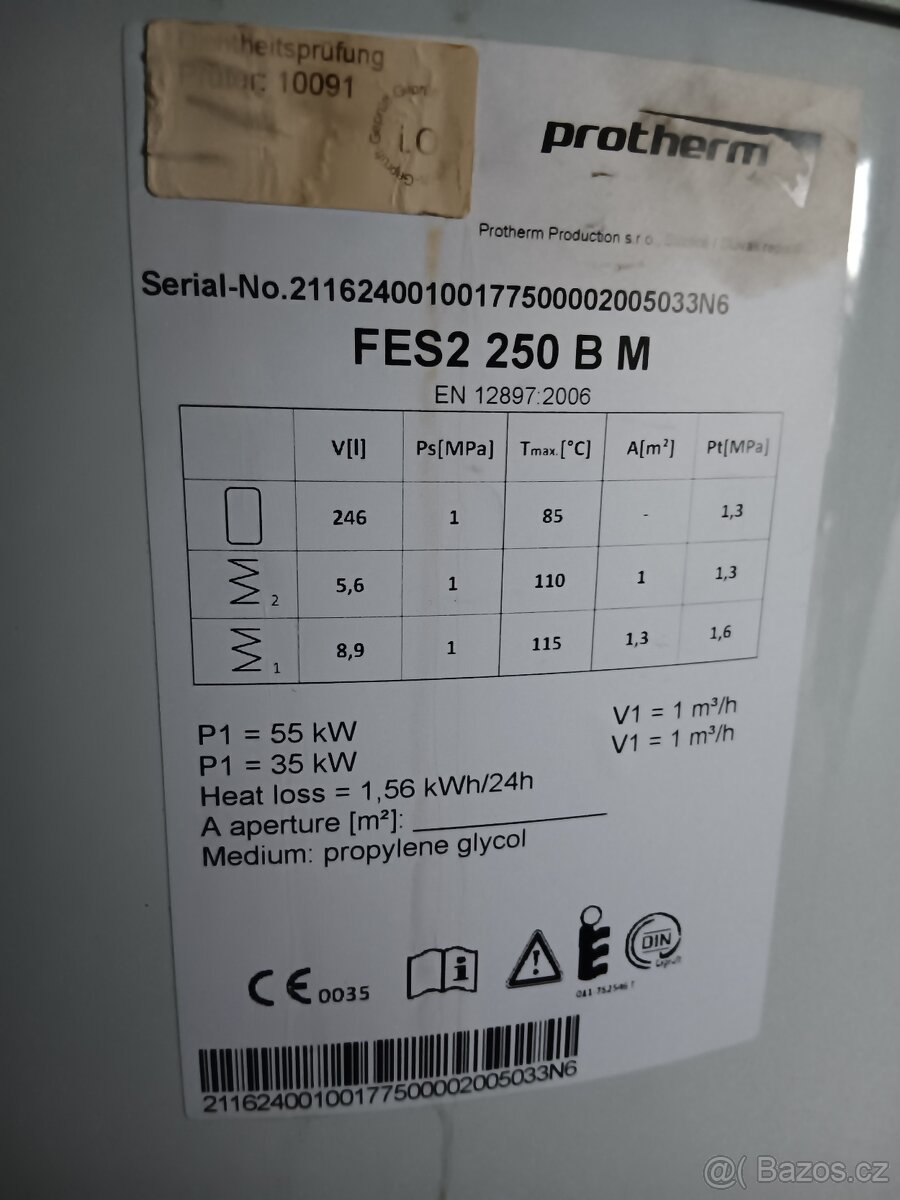 heitsprüfung
10091
i.O
protherm
Protherm Production s.r.o.,
Serial-No.21162400100177500002005033N6
FES2 250 B M
EN 12897:2006
V[l] Ps[MPa] Tmax.[°C] A[m²] Pt[MPa]
246 1 85 - 1,3
2 5,6 1 110 1 1,3
1 8,9 1 115 1,3 1,6
P1 = 55 kW V1 = 1 m³/h
P1 = 35 kW V1 = 1 m³/h
Heat loss = 1,56 kWh/24h
A aperture [m²]:
Medium: propylene glycol
CE 0035 i ! DIN
21162400100177500002005033N6
@( Bazos.cz